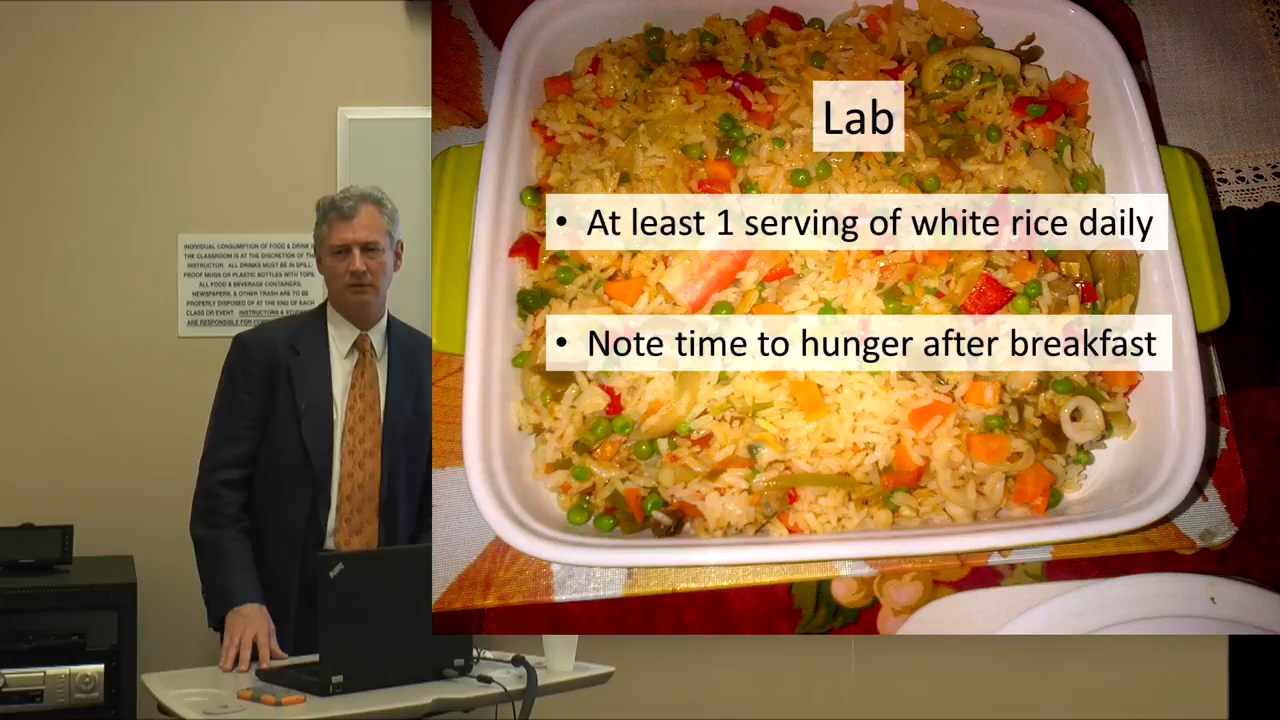 INDIVIDUAL CONSUMPTION OF FOOD & DRINK
THE CLASSROOM IS AT THE DISCRETION OF
INSTRUCTOR. ALL DRINKS MUST BE IN SPILL
PROOF MUGS OR PLASTIC BOTTLES WITH TOPS.
ALL FOOD & BEVERAGE CONTAINERS,
NEWSPAPERS, & OTHER TRASH ARE TO BE
PROPERLY DISPOSED OF AT THE END OF EACH
CLASS OR EVENT. INSTRUCTORS &
ARE RESPONSIBLE FOR
Lab
• At least 1 serving of white rice daily
• Note time to hunger after breakfast